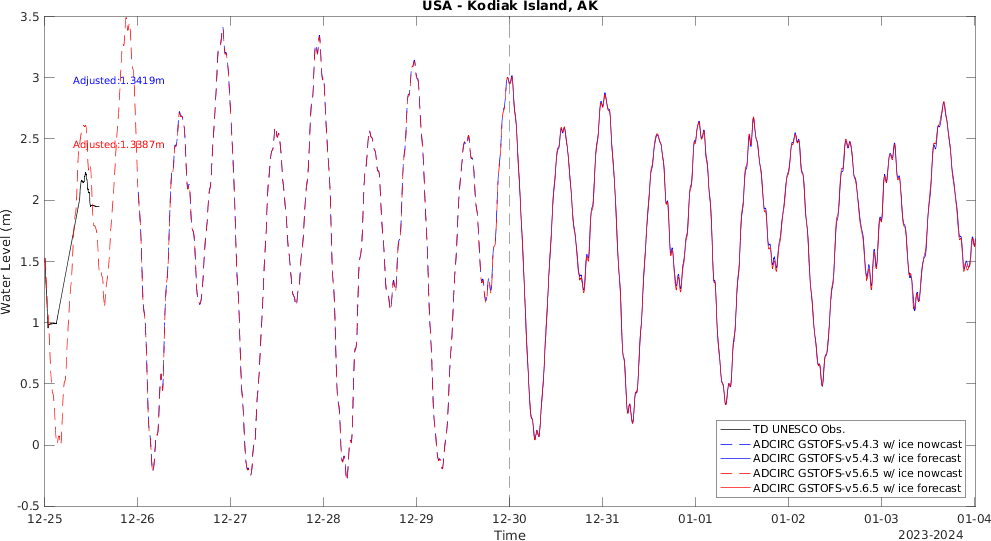 USA - Kodiak Island, AK
3.5
3
2.5
2
1.5
1
0.5
0
-0.5
Water Level (m)
Adjusted:1.3419m
Adjusted:1.3387m
TD UNESCO Obs.
ADCIRC GSTOFS-v5.4.3 w/ ice nowcast
ADCIRC GSTOFS-v5.4.3 w/ ice forecast
ADCIRC GSTOFS-v5.6.5 w/ ice nowcast
ADCIRC GSTOFS-v5.6.5 w/ ice forecast
12-25 12-26 12-27 12-28 12-29 12-30 12-31 01-01 01-02 01-03 01-04
Time
2023-2024